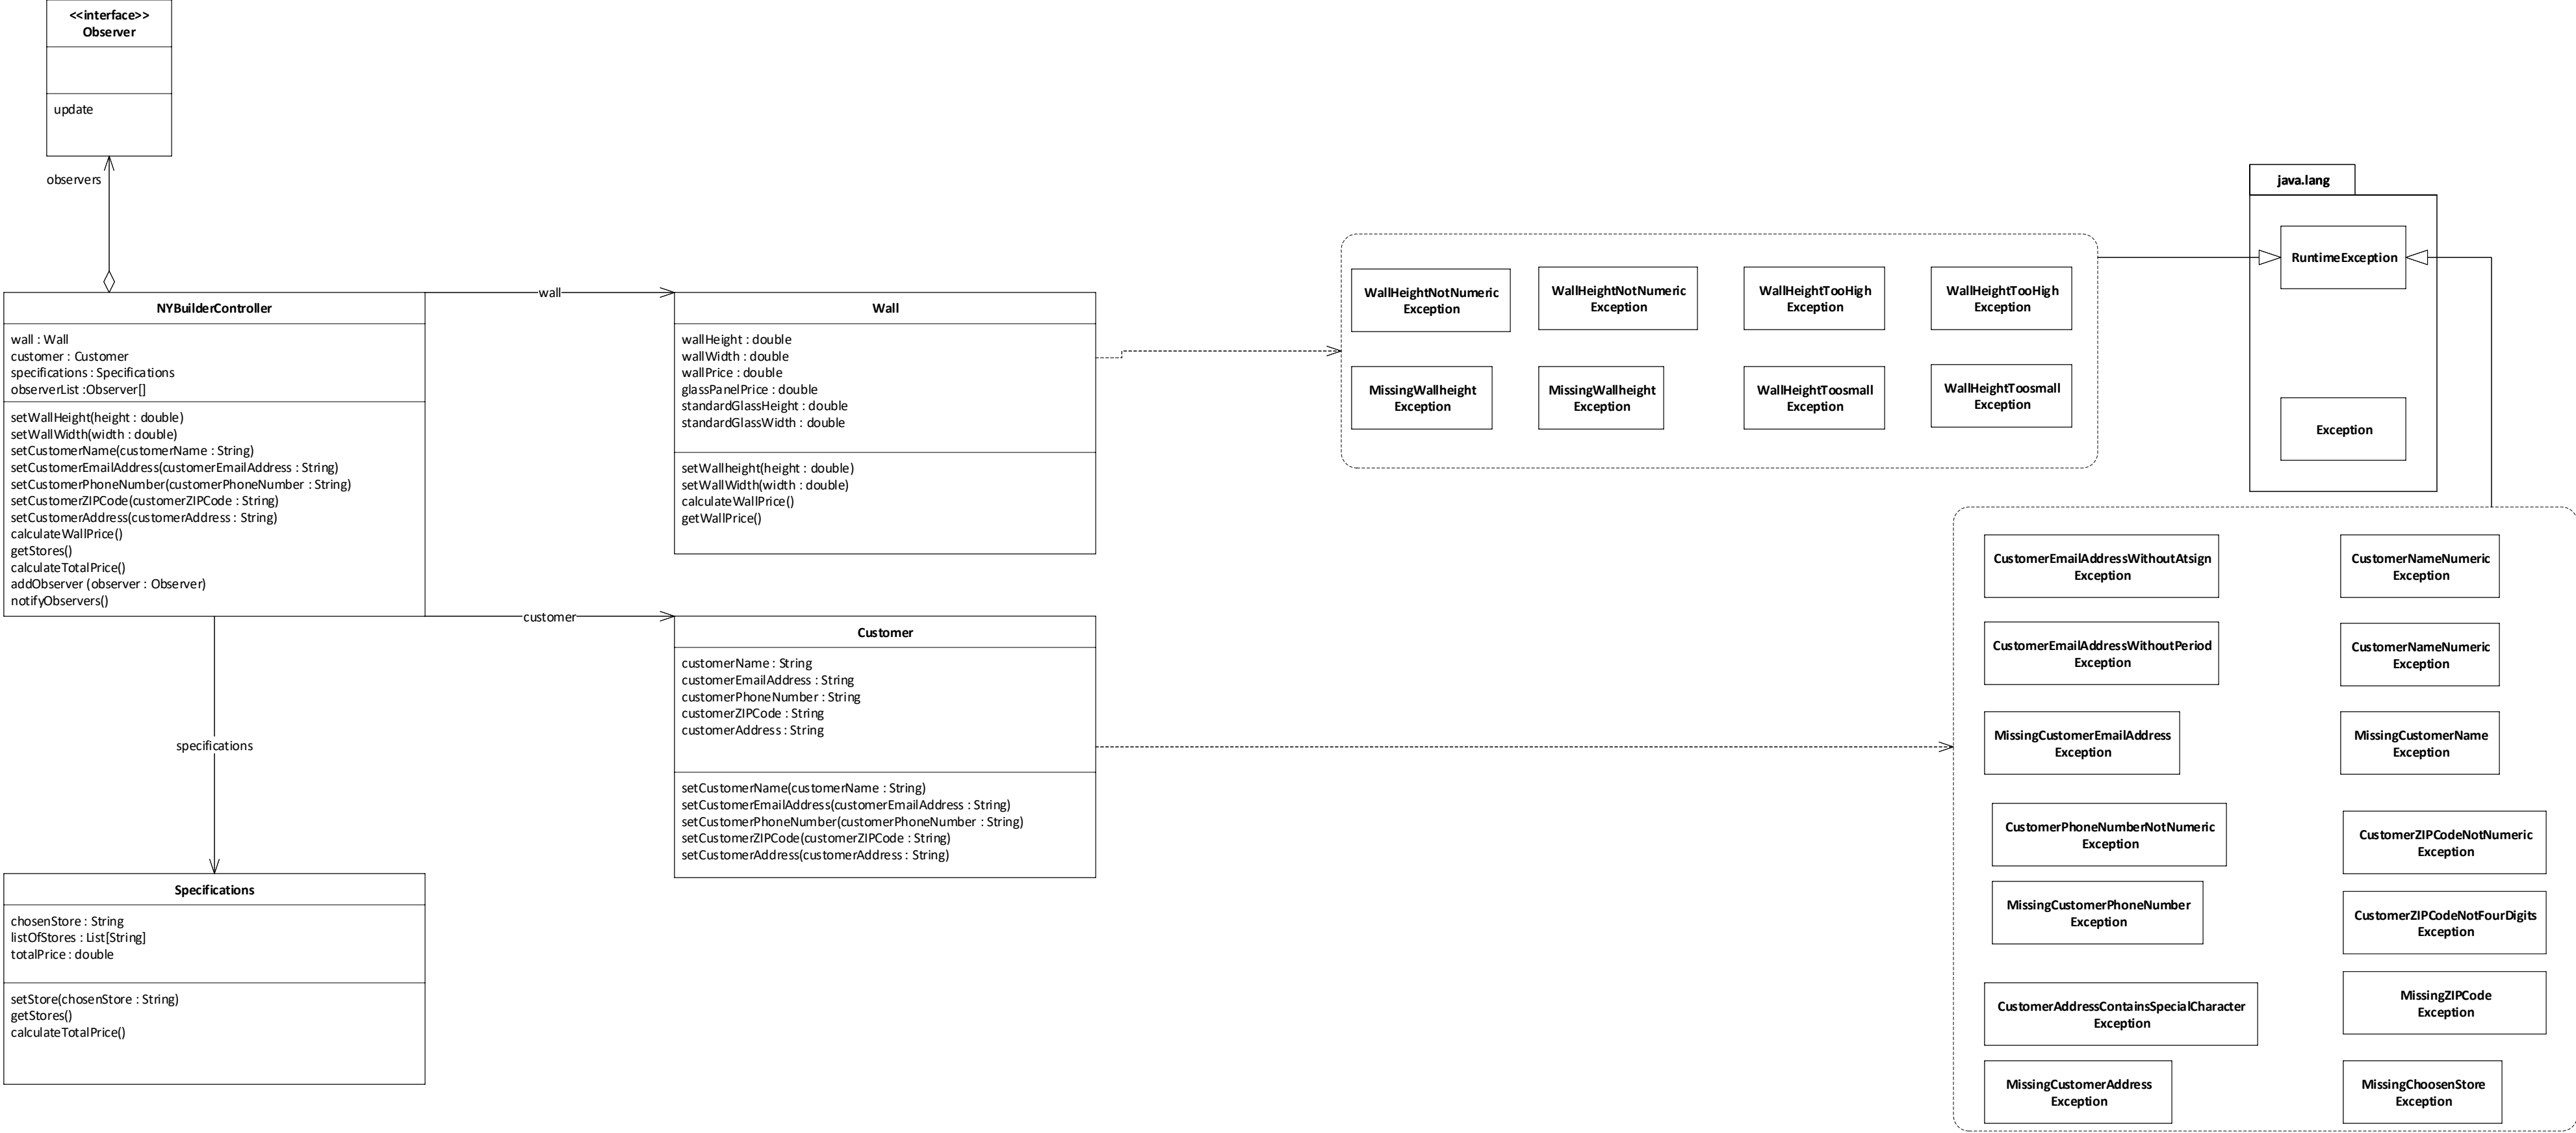 <<interface>>
Observer
update
observers
NYBuilderController
wall : Wall
customer : Customer
specifications : Specifications
observerList :Observer[]
setWallHeight(height : double)
setWallWidth(width : double)
setCustomerName(customerName : String)
setCustomerEmailAddress(customerEmailAddress : String)
setCustomerPhoneNumber(customerPhoneNumber : String)
setCustomerZIPCode(customerZIPCode : String)
setCustomerAddress(customerAddress : String)
calculateWallPrice()
getStores()
calculateTotalPrice()
addObserver (observer : Observer)
notifyObservers()
wall
Wall
wallHeight : double
wallWidth : double
wallPrice : double
glassPanelPrice : double
standardGlassHeight : double
standardGlassWidth : double
setWallheight(height : double)
setWallWidth(width : double)
calculateWallPrice()
getWallPrice()
customer
Customer
customerName : String
customerEmailAddress : String
customerPhoneNumber : String
customerZIPCode : String
customerAddress : String
setCustomerName(customerName : String)
setCustomerEmailAddress(customerEmailAddress : String)
setCustomerPhoneNumber(customerPhoneNumber : String)
setCustomerZIPCode(customerZIPCode : String)
setCustomerAddress(customerAddress : String)
specifications
Specifications
chosenStore : String
listOfStores : List[String]
totalPrice : double
setStore(chosenStore : String)
getStores()
calculateTotalPrice()
WallHeightNotNumeric
Exception
WallHeightNotNumeric
Exception
WallHeightTooHigh
Exception
WallHeightTooHigh
Exception
MissingWallheight
Exception
MissingWallheight
Exception
WallHeightToosmall
Exception
WallHeightToosmall
Exception
java.lang
RuntimeException
Exception
CustomerEmailAddressWithoutAtsign
Exception
CustomerNameNumeric
Exception
CustomerEmailAddressWithoutPeriod
Exception
CustomerNameNumeric
Exception
MissingCustomerEmailAddress
Exception
MissingCustomerName
Exception
CustomerPhoneNumberNotNumeric
Exception
CustomerZIPCodeNotNumeric
Exception
MissingCustomerPhoneNumber
Exception
CustomerZIPCodeNotFourDigits
Exception
CustomerAddressContainsSpecialCharacter
Exception
MissingZIPCode
Exception
MissingCustomerAddress
Exception
MissingChoosenStore
Exception